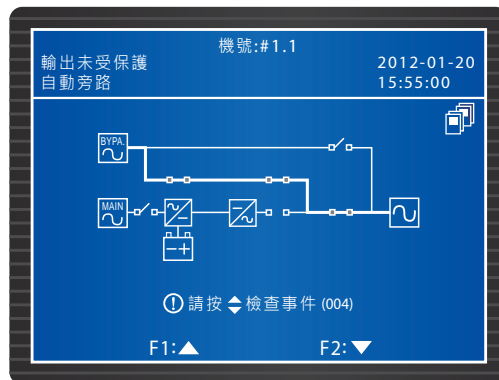 機號:#1.1
輸出未受保護
2012-01-20
自動旁路
15:55:00
BYPA.
MAIN
請按檢查事件 (004)
F1:▲ F2:▼